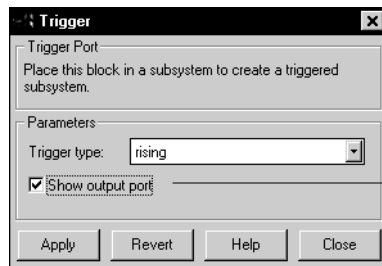 Trigger
Trigger Port
Place this block in a subsystem to create a triggered
subsystem.
Parameters
Trigger type: rising
Show output port
Apply Revert Help Close